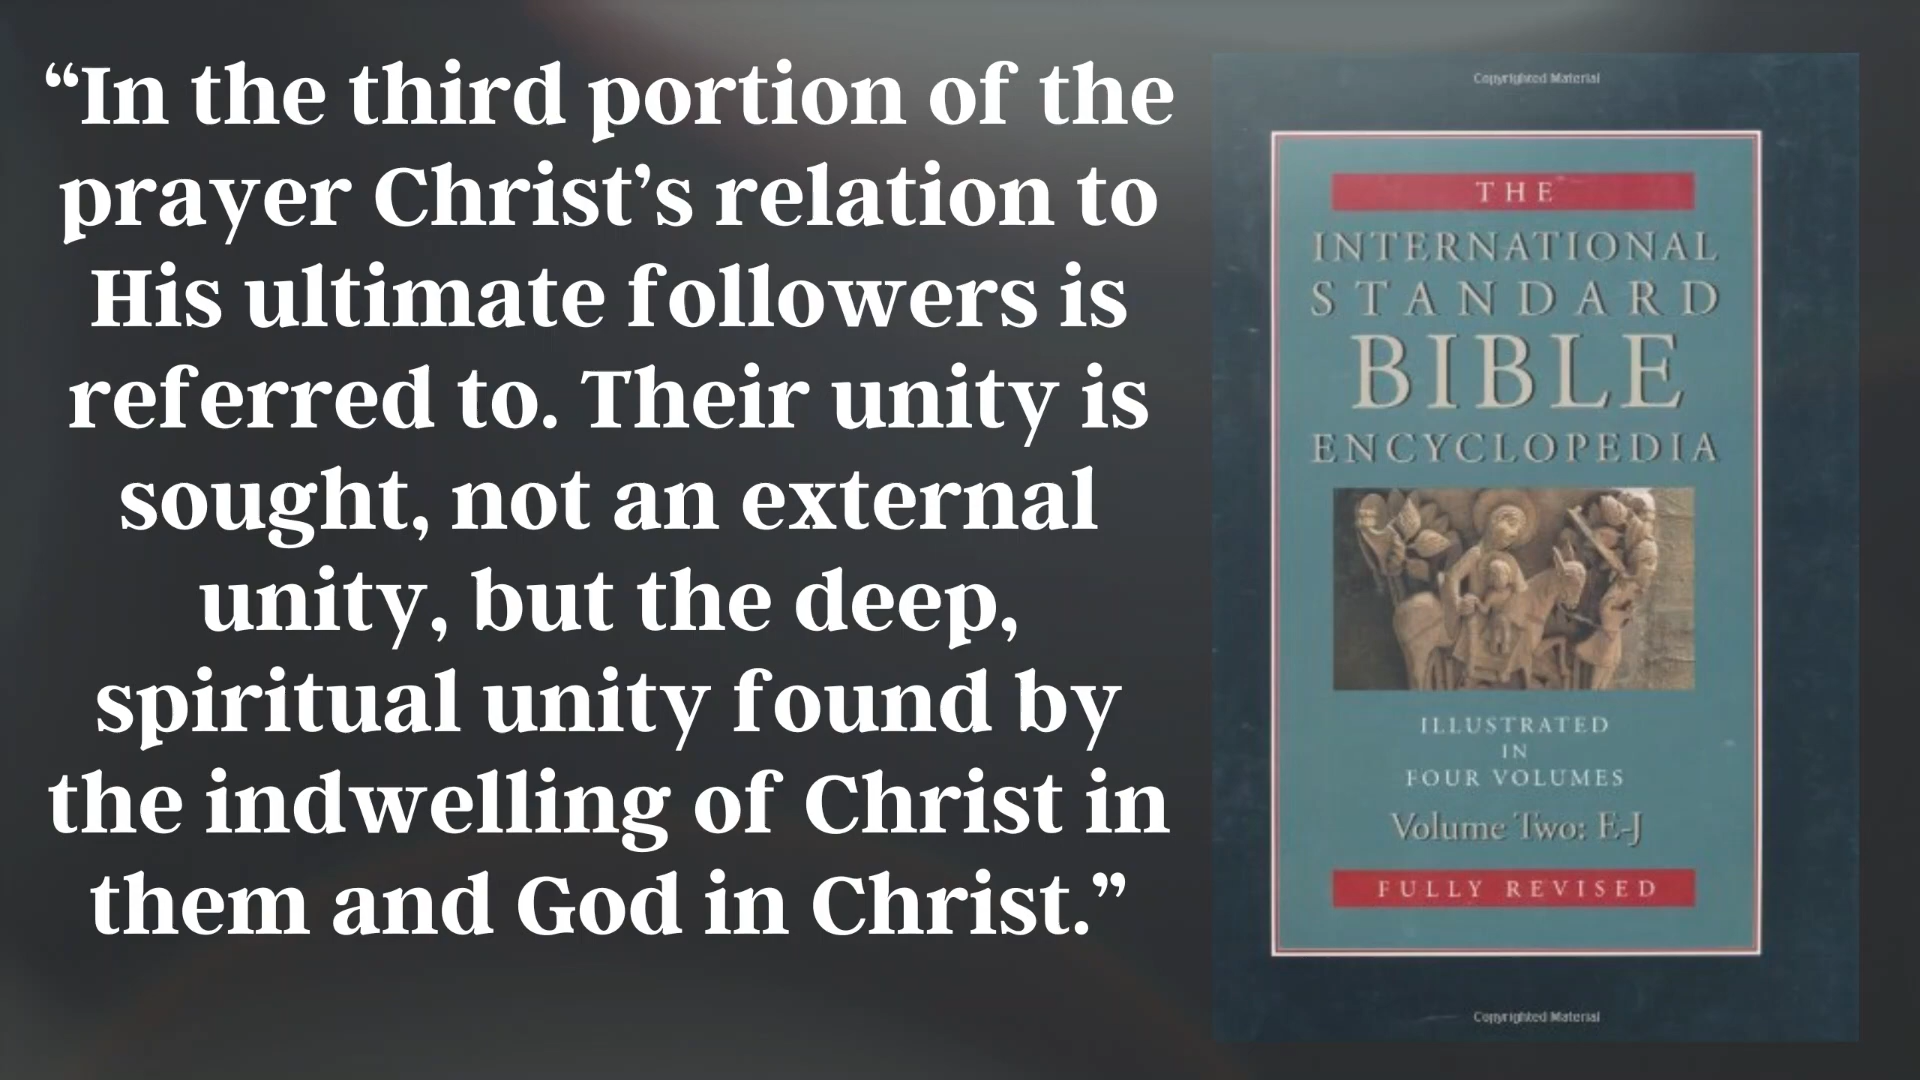 “In the third portion of the
prayer Christ’s relation to
His ultimate followers is
referred to. Their unity is
sought, not an external
unity, but the deep,
spiritual unity found by
the indwelling of Christ in
them and God in Christ.”
Copyrighted Material
THE
INTERNATIONAL
STANDARD
BIBLE
ENCYCLOPEDIA
ILLUSTRATED
IN
FOUR VOLUMES
Volume Two: E-J
FULLY REVISED
Copyrighted Material